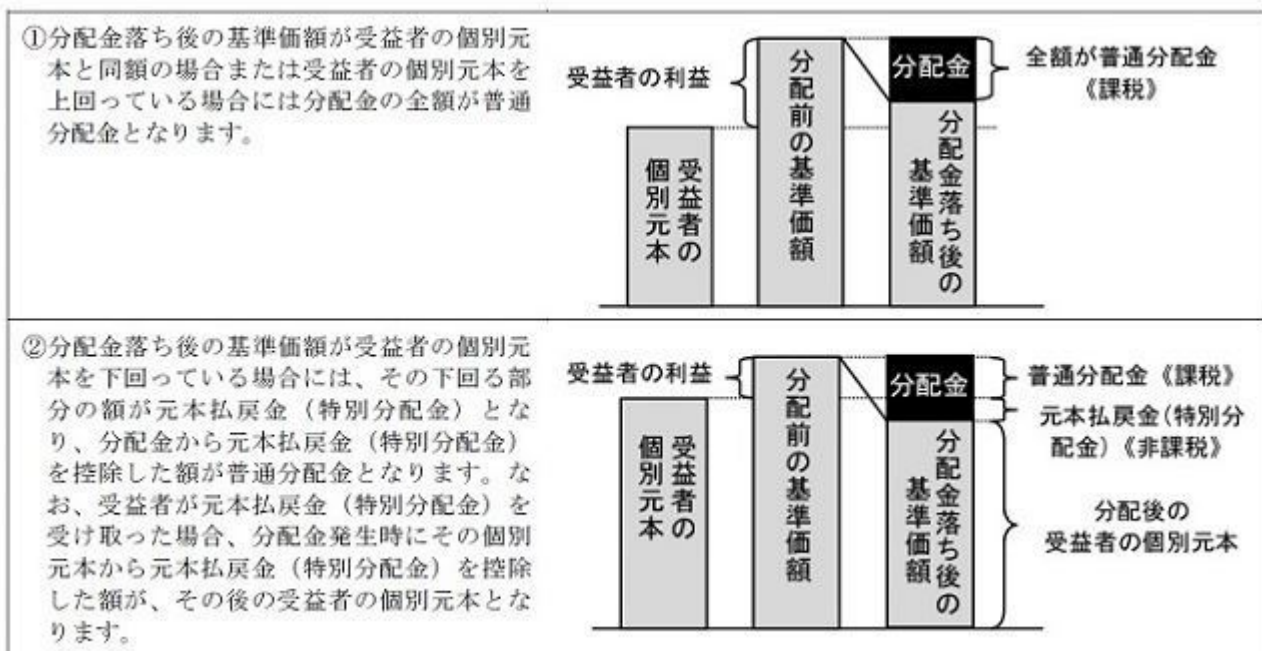 ①分配金落ち後の基準価額が受益者の個別元
本と同額の場合または受益者の個別元本を
上回っている場合には分配金の全額が普通
分配金となります。
受益者の利益
受益者の
個別元本
分配前の基準価額
分配金
分配金落ち後の
基準価額
全額が普通分配金
《課税》
②分配金落ち後の基準価額が受益者の個別元
本を下回っている場合には、その下回る部
分の額が元本払戻金（特別分配金）とな
り、分配金から元本払戻金（特別分配金）
を控除した額が普通分配金となります。な
お、受益者が元本払戻金（特別分配金）を
受け取った場合、分配金発生時にその個別
元本から元本払戻金（特別分配金）を控除
した額が、その後の受益者の個別元本とな
ります。
受益者の利益
受益者の
個別元本
分配前の基準価額
分配金
分配金落ち後の
基準価額
普通分配金《課税》
元本払戻金(特別分
配金)《非課税》
分配後の
受益者の個別元本